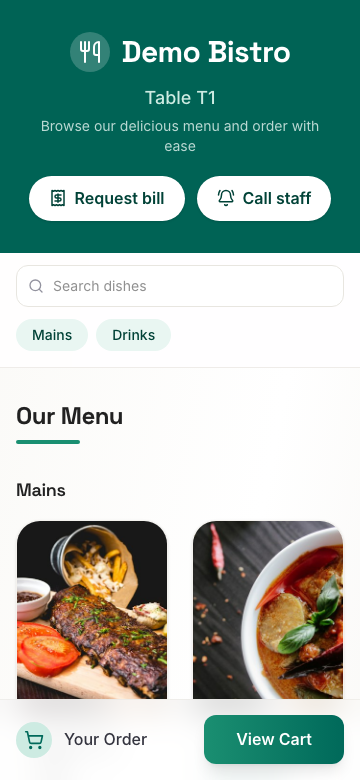 Demo Bistro
Table T1
Browse our delicious menu and order with
ease
Request bill
Call staff
Search dishes
Mains
Drinks
Our Menu
Mains
Your Order
View Cart